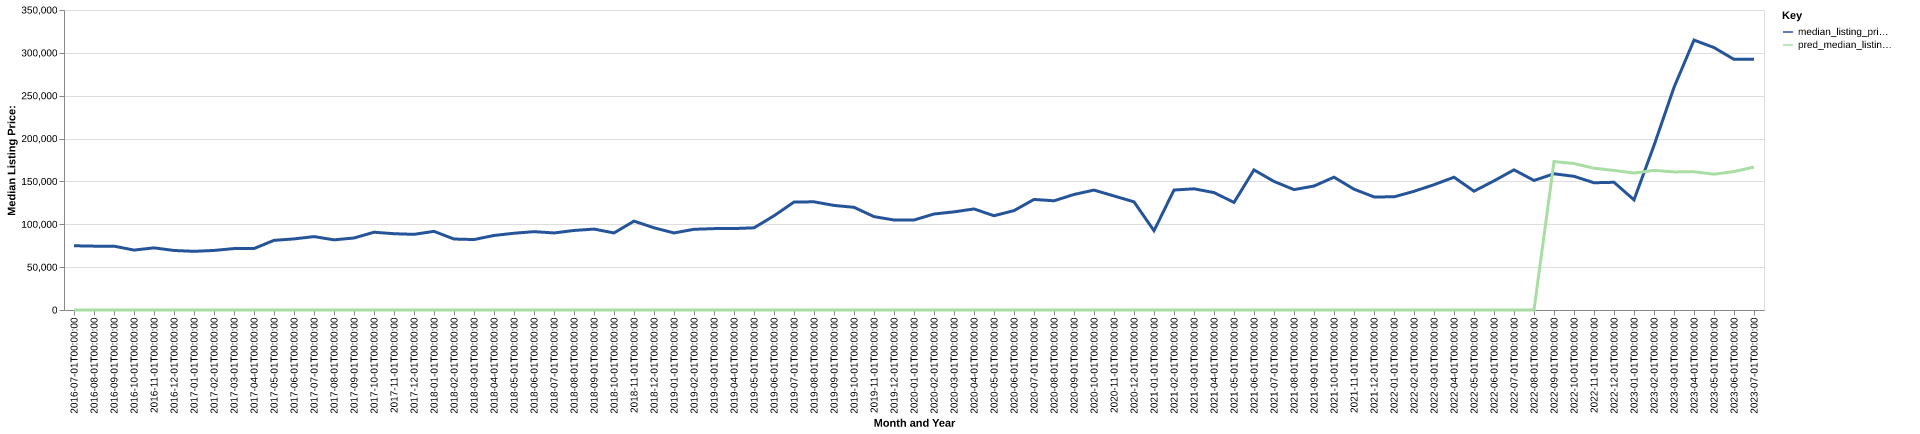 350,000
300,000
250,000
200,000
150,000
100,000
50,000
0
Median Listing Price:
2016-07-01T00:00:00
2016-08-01T00:00:00
2016-09-01T00:00:00
2016-10-01T00:00:00
2016-11-01T00:00:00
2016-12-01T00:00:00
2017-01-01T00:00:00
2017-02-01T00:00:00
2017-03-01T00:00:00
2017-04-01T00:00:00
2017-05-01T00:00:00
2017-06-01T00:00:00
2017-07-01T00:00:00
2017-08-01T00:00:00
2017-09-01T00:00:00
2017-10-01T00:00:00
2017-11-01T00:00:00
2017-12-01T00:00:00
2018-01-01T00:00:00
2018-02-01T00:00:00
2018-03-01T00:00:00
2018-04-01T00:00:00
2018-05-01T00:00:00
2018-06-01T00:00:00
2018-07-01T00:00:00
2018-08-01T00:00:00
2018-09-01T00:00:00
2018-10-01T00:00:00
2018-11-01T00:00:00
2018-12-01T00:00:00
2019-01-01T00:00:00
2019-02-01T00:00:00
2019-03-01T00:00:00
2019-04-01T00:00:00
2019-05-01T00:00:00
2019-06-01T00:00:00
2019-07-01T00:00:00
2019-08-01T00:00:00
2019-09-01T00:00:00
2019-10-01T00:00:00
2019-11-01T00:00:00
2019-12-01T00:00:00
2020-01-01T00:00:00
2020-02-01T00:00:00
2020-03-01T00:00:00
2020-04-01T00:00:00
2020-05-01T00:00:00
2020-06-01T00:00:00
2020-07-01T00:00:00
2020-08-01T00:00:00
2020-09-01T00:00:00
2020-10-01T00:00:00
2020-11-01T00:00:00
2020-12-01T00:00:00
2021-01-01T00:00:00
2021-02-01T00:00:00
2021-03-01T00:00:00
2021-04-01T00:00:00
2021-05-01T00:00:00
2021-06-01T00:00:00
2021-07-01T00:00:00
2021-08-01T00:00:00
2021-09-01T00:00:00
2021-10-01T00:00:00
2021-11-01T00:00:00
2021-12-01T00:00:00
2022-01-01T00:00:00
2022-02-01T00:00:00
2022-03-01T00:00:00
2022-04-01T00:00:00
2022-05-01T00:00:00
2022-06-01T00:00:00
2022-07-01T00:00:00
2022-08-01T00:00:00
2022-09-01T00:00:00
2022-10-01T00:00:00
2022-11-01T00:00:00
2022-12-01T00:00:00
2023-01-01T00:00:00
2023-02-01T00:00:00
2023-03-01T00:00:00
2023-04-01T00:00:00
2023-05-01T00:00:00
2023-06-01T00:00:00
2023-07-01T00:00:00
Month and Year
Key
median_listing_pri…
pred_median_listin…